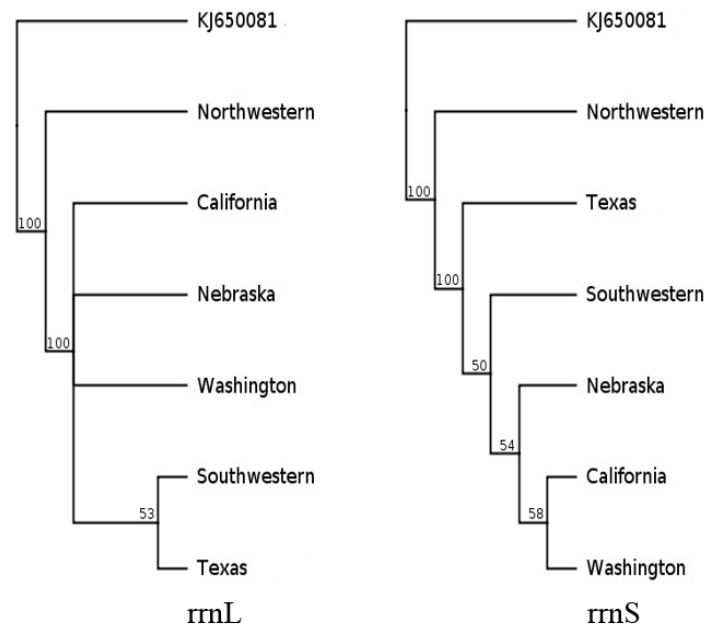 KJ650081
Northwestern
California
100
Nebraska
100
Washington
Southwestern
53
Texas
rrnL
KJ650081
Northwestern
100
Texas
100
Southwestern
50
Nebraska
54
California
58
Washington
rrnS